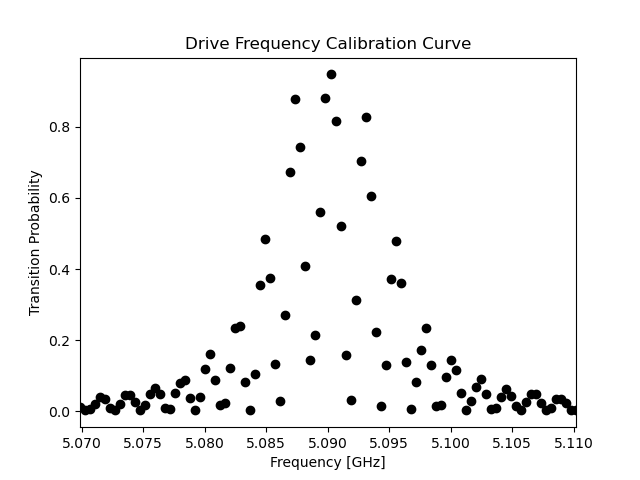 Drive Frequency Calibration Curve
Transition Probability
0.8
0.6
0.4
0.2
0.0
5.070 5.075 5.080 5.085 5.090 5.095 5.100 5.105 5.110
Frequency [GHz]